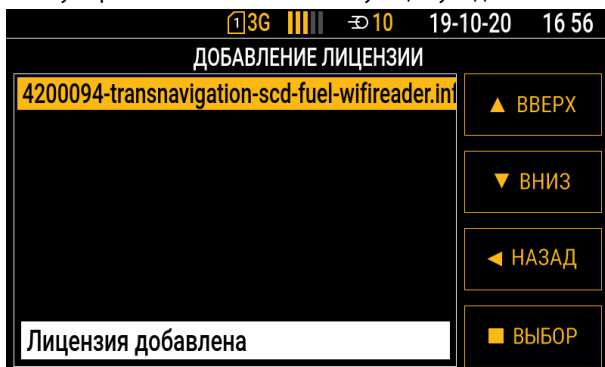 1 3G 10 19-10-20 16 56
ДОБАВЛЕНИЕ ЛИЦЕНЗИИ
4200094-transnavigation-scd-fuel-wifireader.inf
▲ ВВЕРХ
▼ ВНИЗ
◄ НАЗАД
■ ВЫБОР
Лицензия добавлена